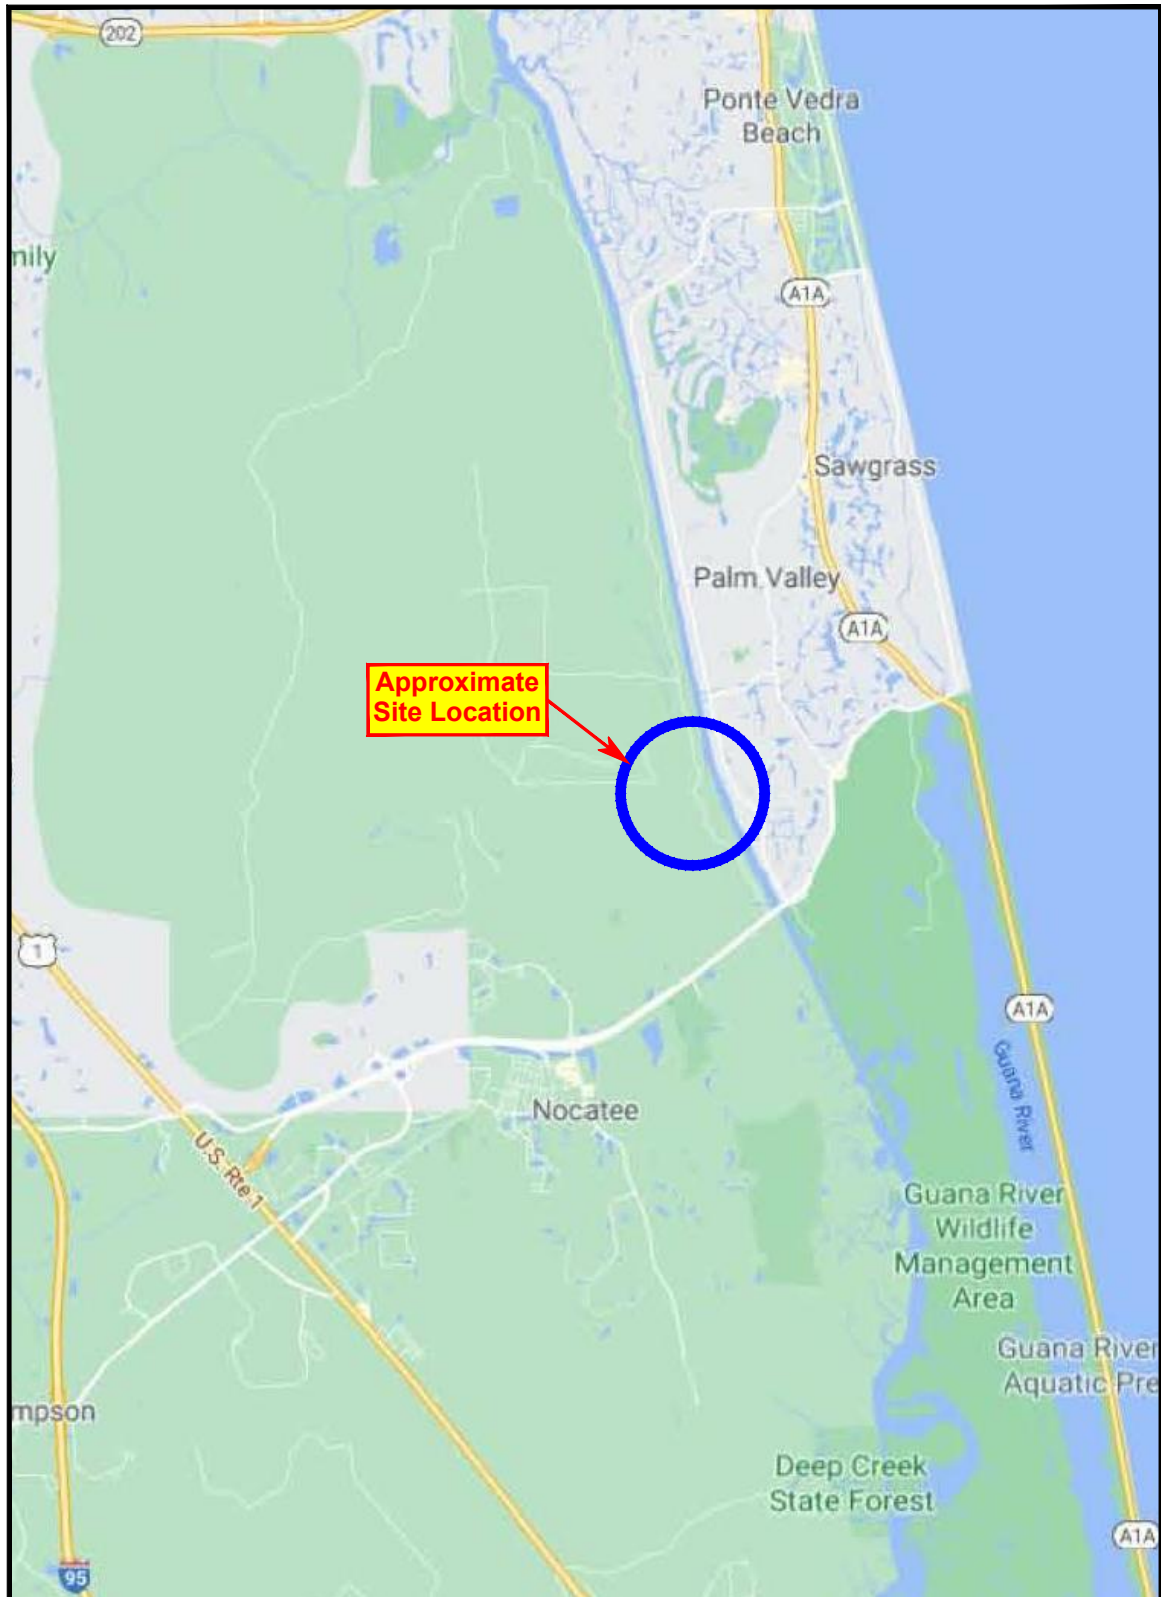 202
Ponte Vedra
Beach
mily
A1A
Sawgrass
Palm Valley
A1A
Approximate
Site Location
1
A1A
Guana River
Nocatee
U.S. Rte 1
Guana River
Wildlife
Management
Area
Guana River
Aquatic Pre
mpson
Deep Creek
State Forest
A1A
95